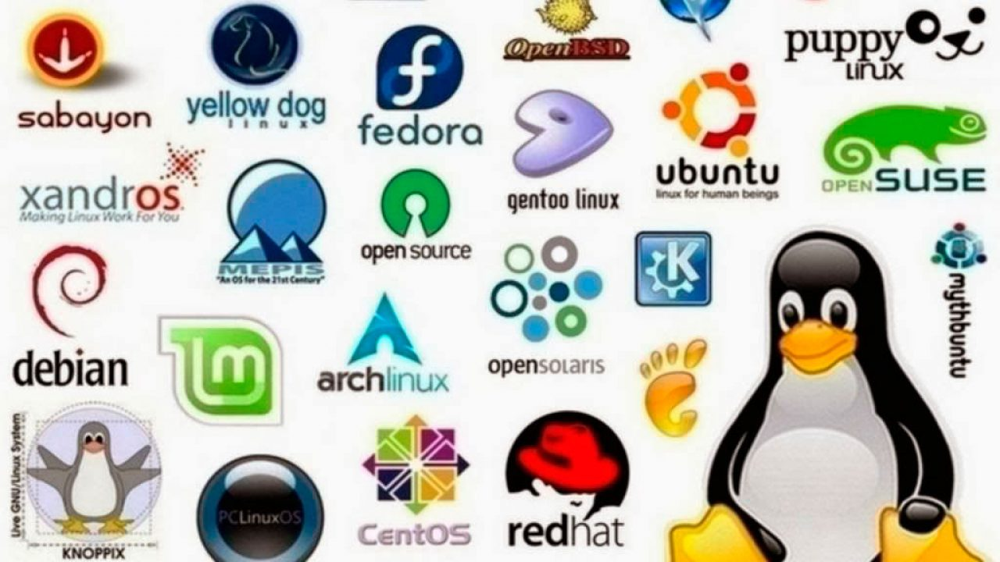 OpenBSD
puppy
Linux
sabayon
yellow dog
linux
fedora
ubuntu
linux for human beings
openSUSE
gentoo linux
xandros
Making Linux Work For You
MEPIS
"An OS for the 21st Century"
open source
K
mythbuntu
debian
lm
archlinux
opensolaris
Live GNU/Linux System
KNOPPIX
PCLinuxOS
CentOS
redhat